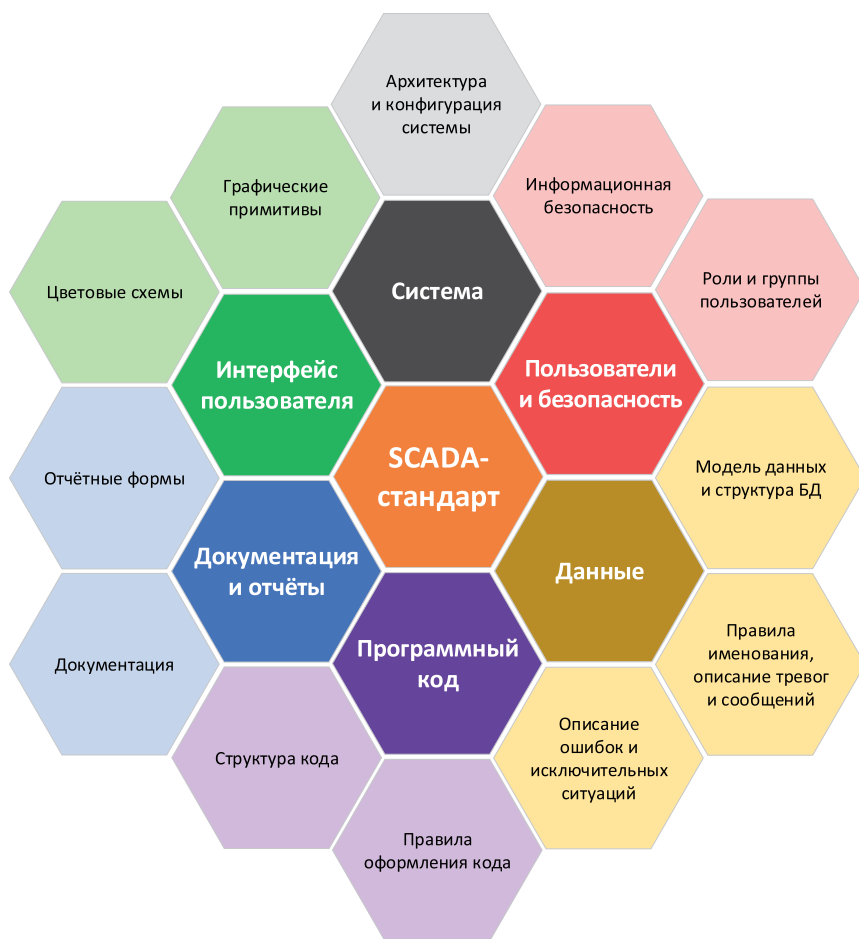 Архитектура
и конфигурация
системы
Графические
примитивы
Информационная
безопасность
Цветовые схемы
Система
Роли и группы
пользователей
Интерфейс
пользователя
Пользователи
и безопасность
Отчётные формы
SCADA-
стандарт
Модель данных
и структура БД
Документация
и отчёты
Данные
Документация
Программный
код
Правила
именования,
описание тревог
и сообщений
Структура кода
Описание
ошибок и
исключительных
ситуаций
Правила
оформления кода